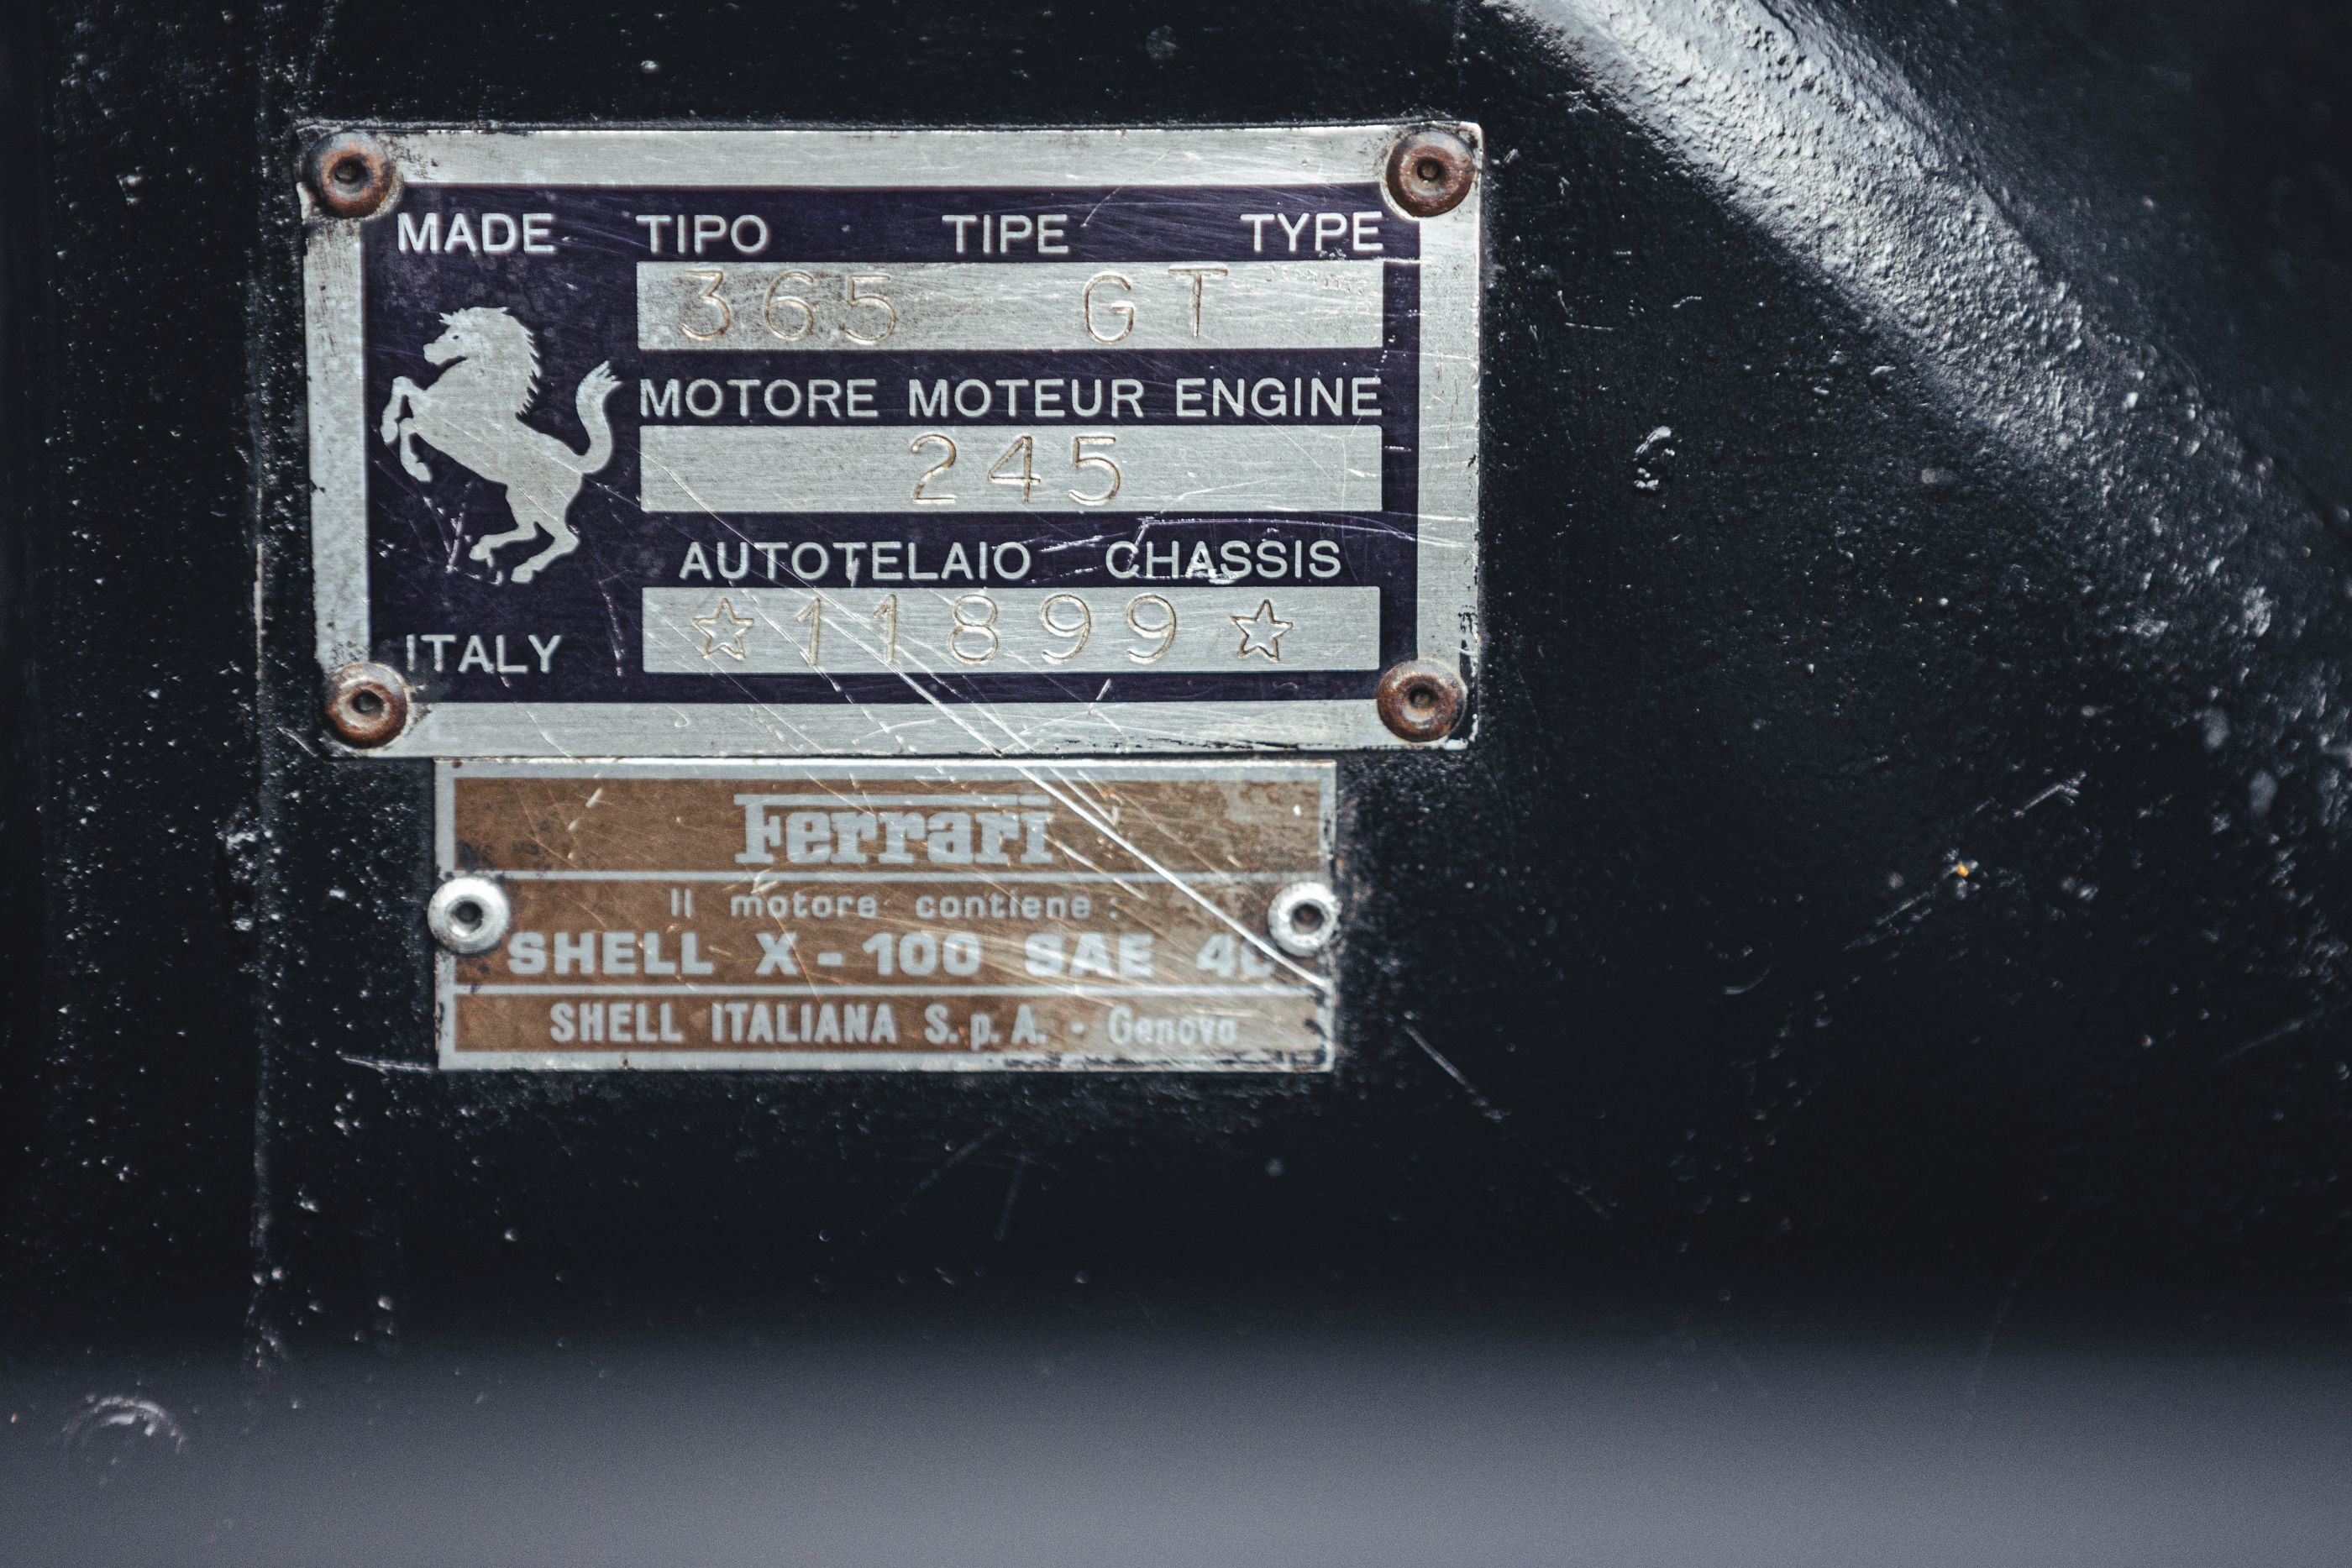 MADE TIPO TIPE TYPE
365 GT
MOTORE MOTEUR ENGINE
245
AUTOTELAIO CHASSIS
☆11899☆
ITALY
Ferrari
Il motore contiene :
SHELL X-100 SAE
SHELL ITALIANA S.p.A. - Genova